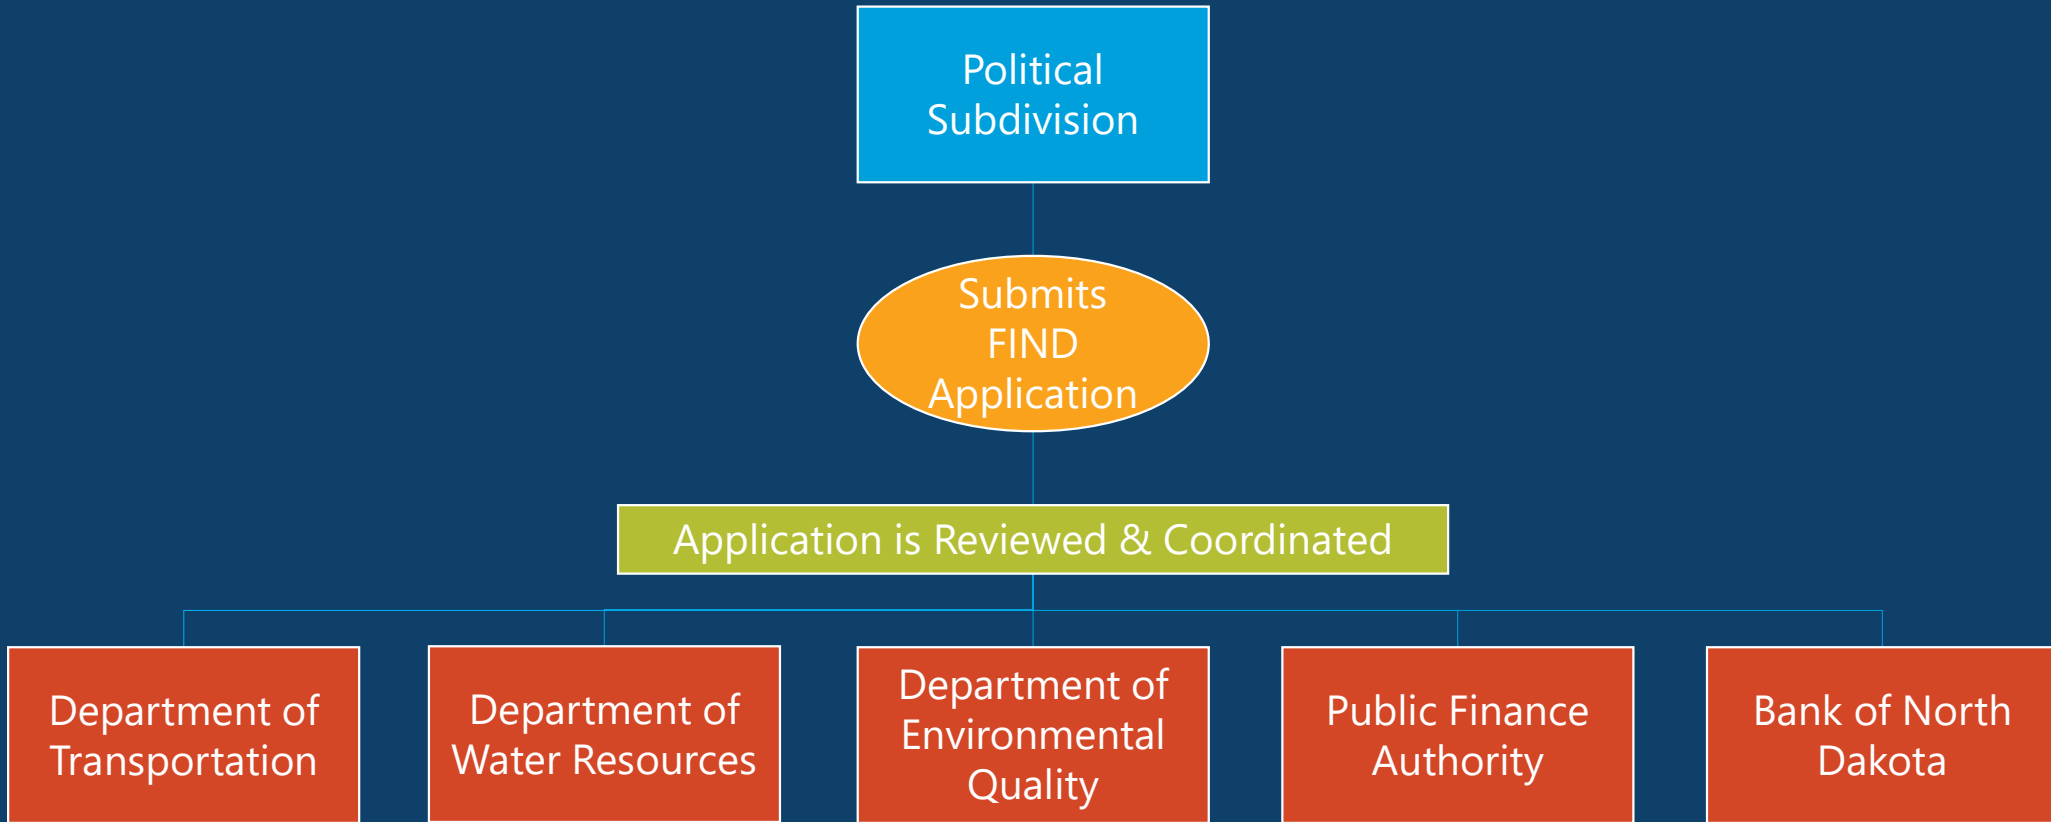 Political
Subdivision
Submits
FIND
Application
Application is Reviewed & Coordinated
Department of
Transportation
Department of
Water Resources
Department of
Environmental
Quality
Public Finance
Authority
Bank of North
Dakota